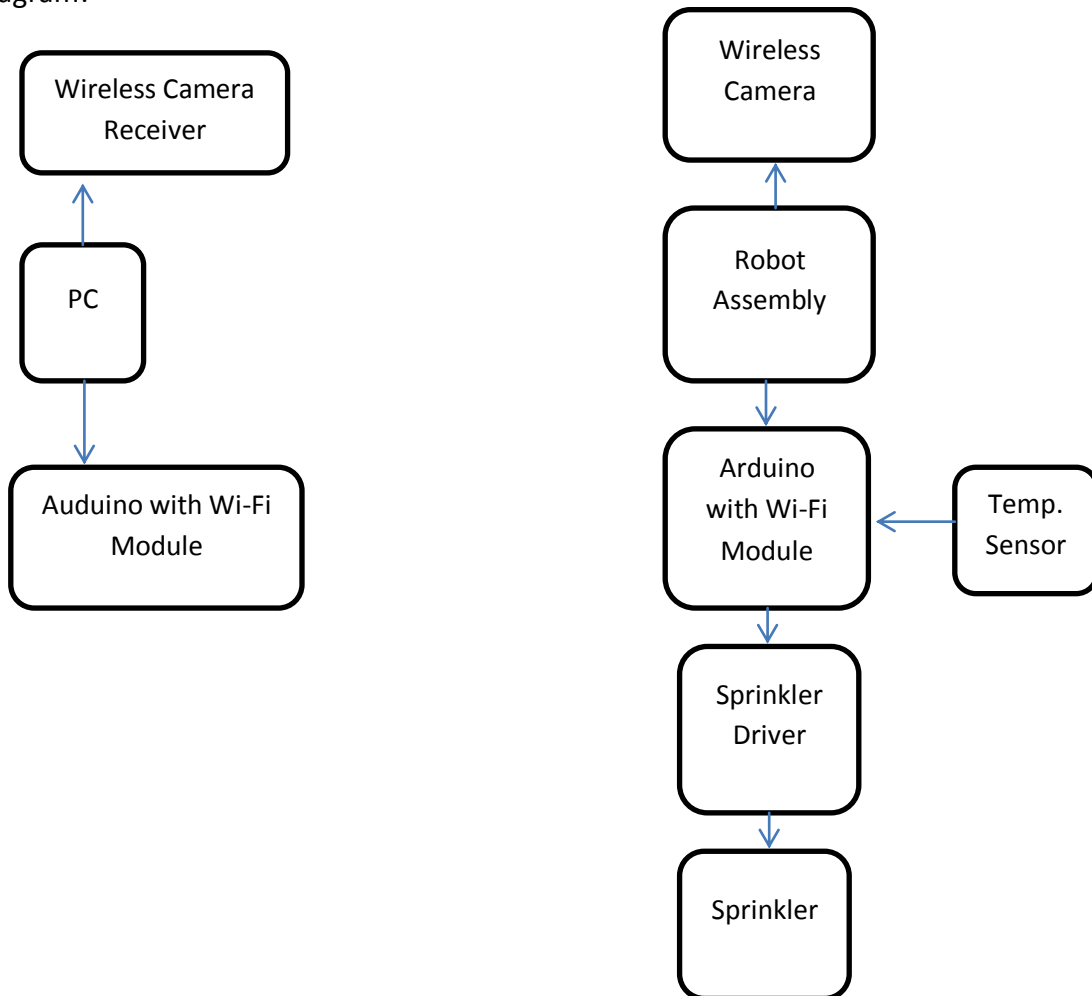 Wireless Camera
Receiver
PC
Auduino with Wi-Fi
Module
Wireless
Camera
Robot
Assembly
Arduino
with Wi-Fi
Module
Temp.
Sensor
Sprinkler
Driver
Sprinkler